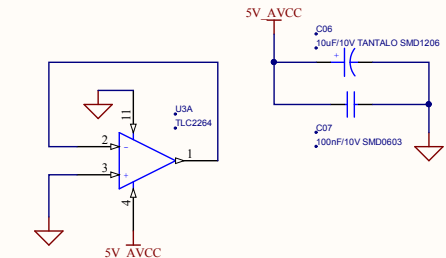 5V_AVCC
C06
10uF/10V TANTALO SMD1206
+
C07
100nF/10V SMD0603
U3A
TLC2264
11
2
-
1
3
+
4
5V_AVCC